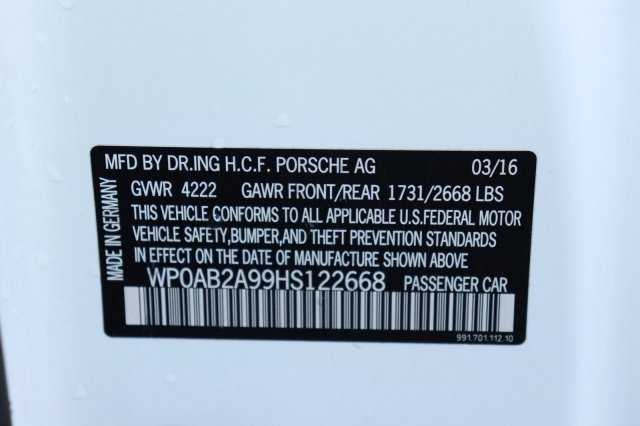 MFD BY DR.ING H.C.F. PORSCHE AG 03/16
GVWR 4222 GAWR FRONT/REAR 1731/2668 LBS
THIS VEHICLE CONFORMS TO ALL APPLICABLE U.S.FEDERAL MOTOR
VEHICLE SAFETY,BUMPER,AND THEFT PREVENTION STANDARDS
IN EFFECT ON THE DATE OF MANUFACTURE SHOWN ABOVE
WP0AB2A99HS122668 PASSENGER CAR
991.701.112.10
MADE IN GERMANY